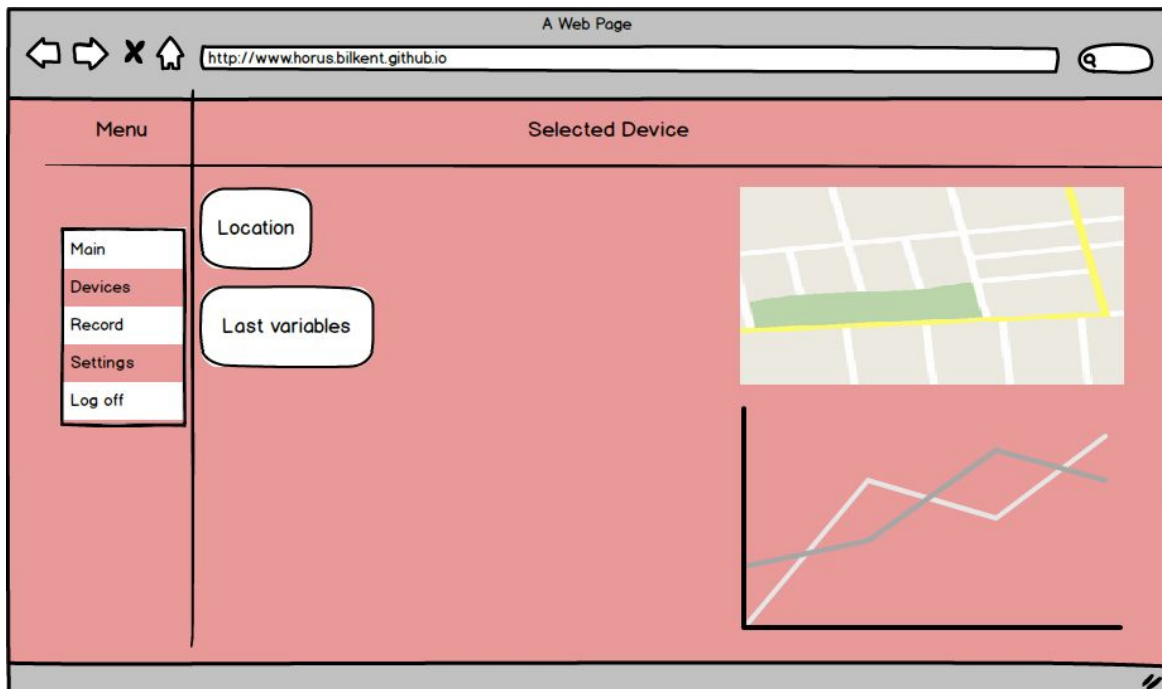 A Web Page
http://www.horus.bilkent.github.io
Menu
Selected Device
Main
Devices
Record
Settings
Log off
Location
Last variables